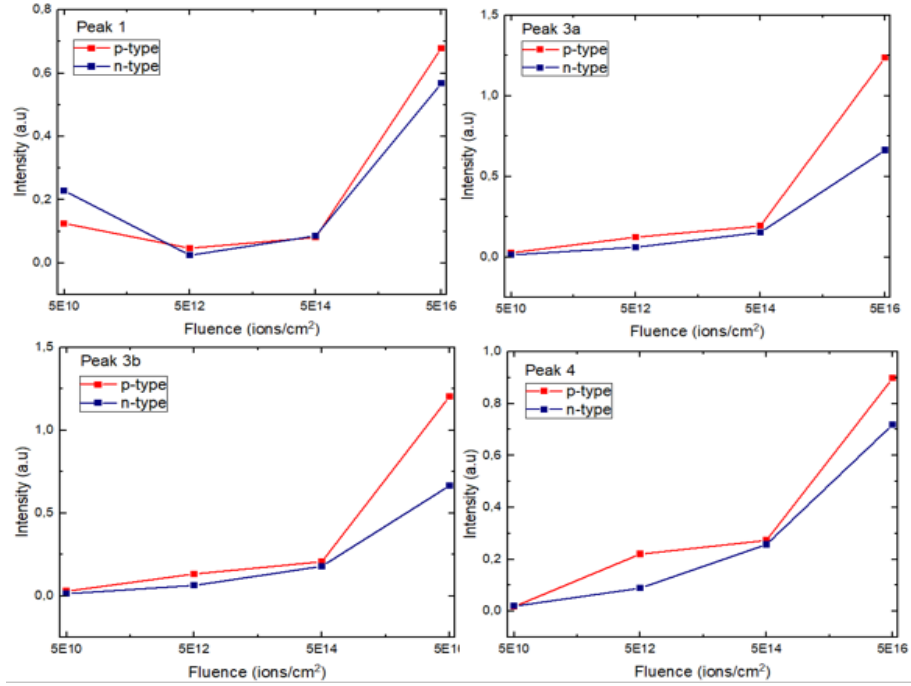 Peak 1
p-type
n-type
Intensity (a.u)
0,8
0,6
0,4
0,2
0,0
5E10 5E12 5E14 5E16
Fluence (ions/cm²)
Peak 3a
p-type
n-type
Intensity (a.u)
1,5
1,0
0,5
0,0
5E10 5E12 5E14 5E16
Fluence (ions/cm²)
Peak 3b
p-type
n-type
Intensity (a.u)
1,5
1,0
0,5
0,0
5E10 5E12 5E14 5E1
Fluence (ions/cm²)
Peak 4
p-type
n-type
Intensity (a.u)
1,0
0,8
0,6
0,4
0,2
0,0
5E10 5E12 5E14 5E16
Fluence (ions/cm²)